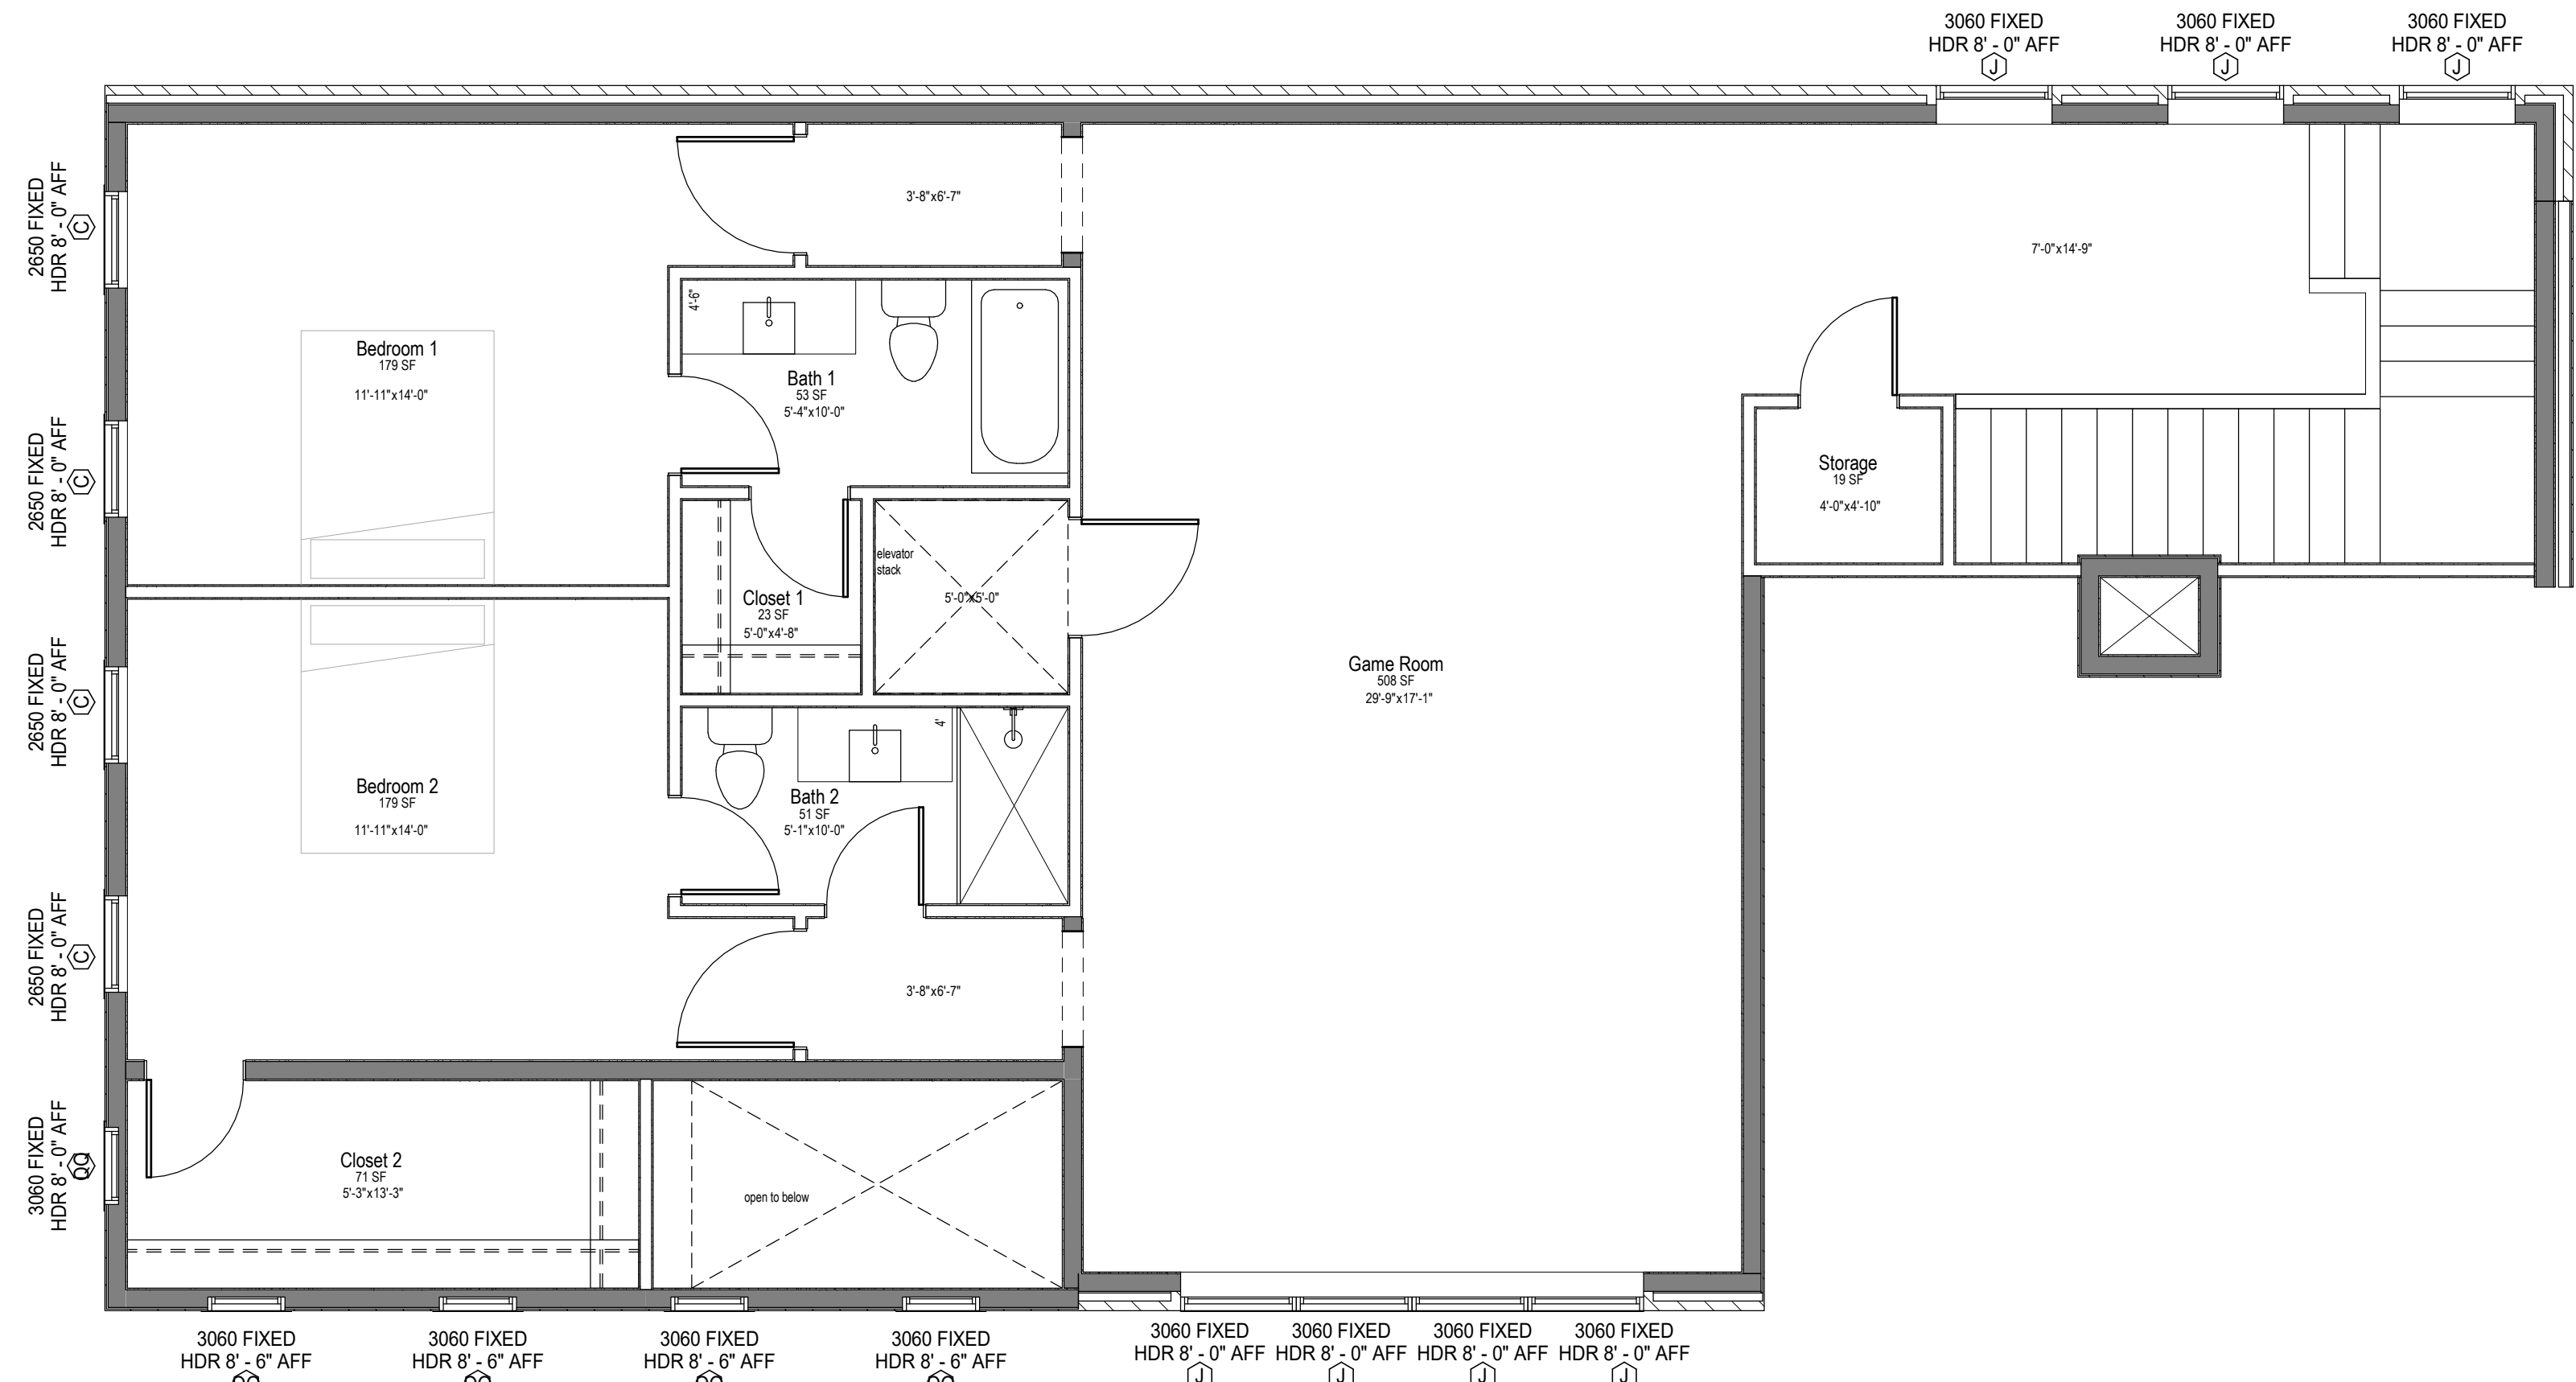 3060 FIXED
HDR 8' - 0" AFF
J
3060 FIXED
HDR 8' - 0" AFF
J
3060 FIXED
HDR 8' - 0" AFF
J
2650 FIXED
HDR 8' - 0" AFF
C
3'-8"x6'-7"
7'-0"x14'-9"
4'-6"
Bedroom 1
179 SF
11'-11"x14'-0"
Bath 1
53 SF
5'-4"x10'-0"
2650 FIXED
HDR 8' - 0" AFF
C
Storage
19 SF
4'-0"x4'-10"
elevator
stack
5'-0"x5'-0"
Closet 1
23 SF
5'-0"x4'-8"
Game Room
508 SF
29'-9"x17'-1"
2650 FIXED
HDR 8' - 0" AFF
C
4'
Bedroom 2
179 SF
11'-11"x14'-0"
Bath 2
51 SF
5'-1"x10'-0"
2650 FIXED
HDR 8' - 0" AFF
C
3'-8"x6'-7"
3060 FIXED
HDR 8' - 0" AFF
QQ
Closet 2
71 SF
5'-3"x13'-3"
open to below
3060 FIXED
HDR 8' - 6" AFF
QQ
3060 FIXED
HDR 8' - 6" AFF
QQ
3060 FIXED
HDR 8' - 6" AFF
QQ
3060 FIXED
HDR 8' - 6" AFF
QQ
3060 FIXED
HDR 8' - 0" AFF
J
3060 FIXED
HDR 8' - 0" AFF
J
3060 FIXED
HDR 8' - 0" AFF
J
3060 FIXED
HDR 8' - 0" AFF
J